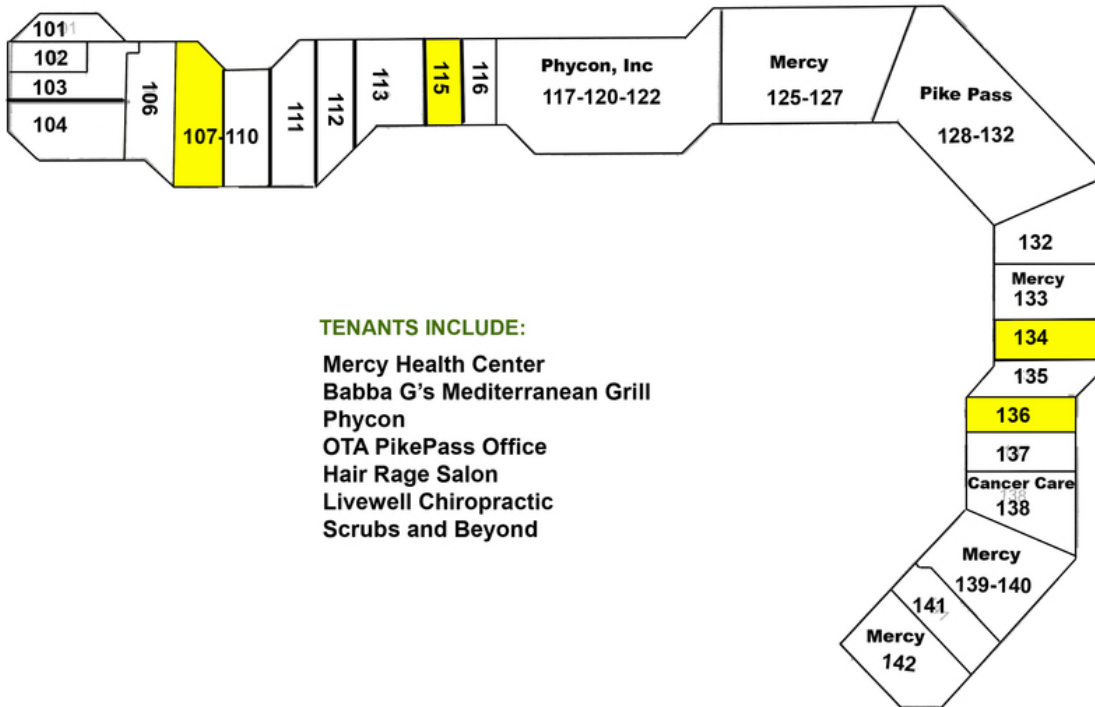 101
102
103
104
106
107-110
111
112
113
115
116
Phycon, Inc
117-120-122
Mercy
125-127
Pike Pass
128-132
132
Mercy
133
134
135
136
137
Cancer Care
138
138
Mercy
139-140
141
Mercy
142
TENANTS INCLUDE:
Mercy Health Center
Babba G's Mediterranean Grill
Phycon
OTA PikePass Office
Hair Rage Salon
Livewell Chiropractic
Scrubs and Beyond